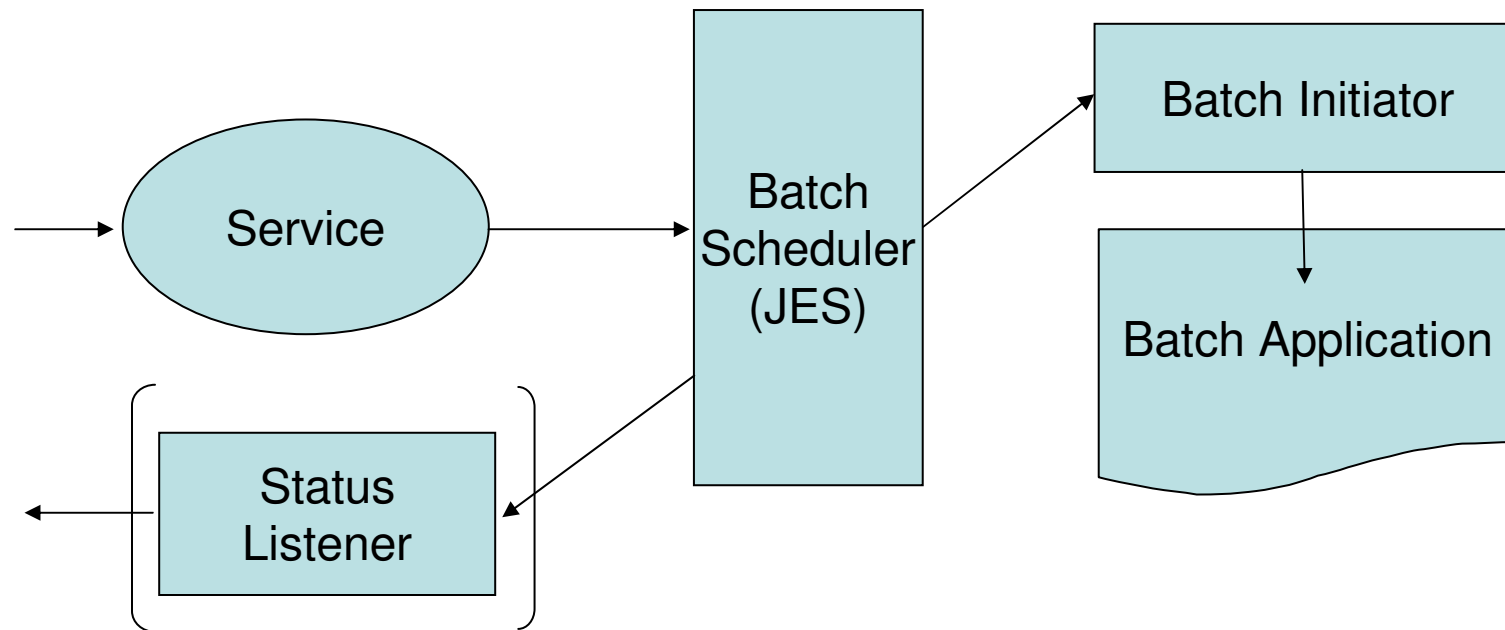 Service
Batch
Scheduler
(JES)
Batch Initiator
Batch Application
Status
Listener